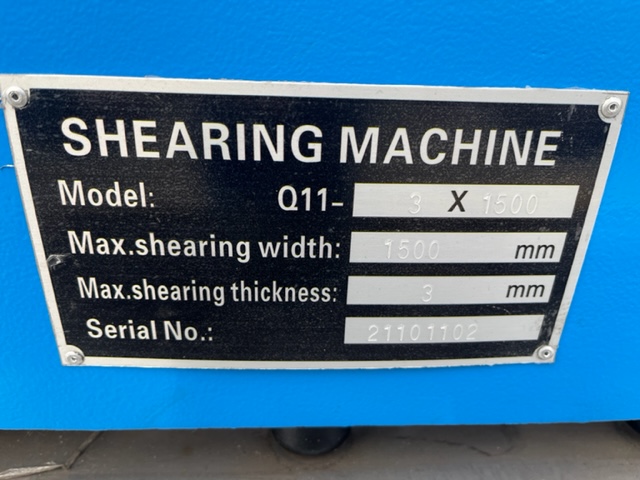 SHEARING MACHINE
Model: Q11- 3 X 1500
Max.shearing width: 1500 mm
Max.shearing thickness: 3 mm
Serial No.: 21101102